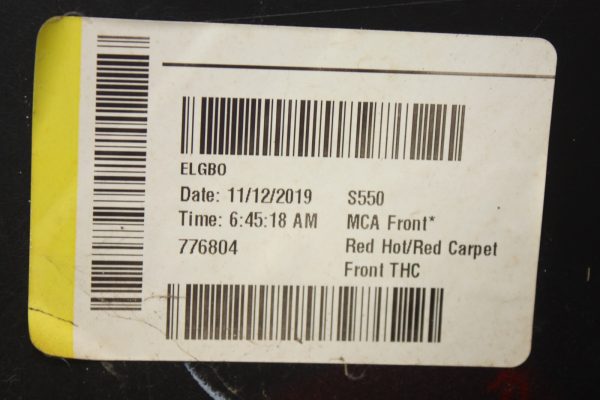 ELGBO
Date: 11/12/2019 S550
Time: 6:45:18 AM MCA Front*
776804 Red Hot/Red Carpet
Front THC